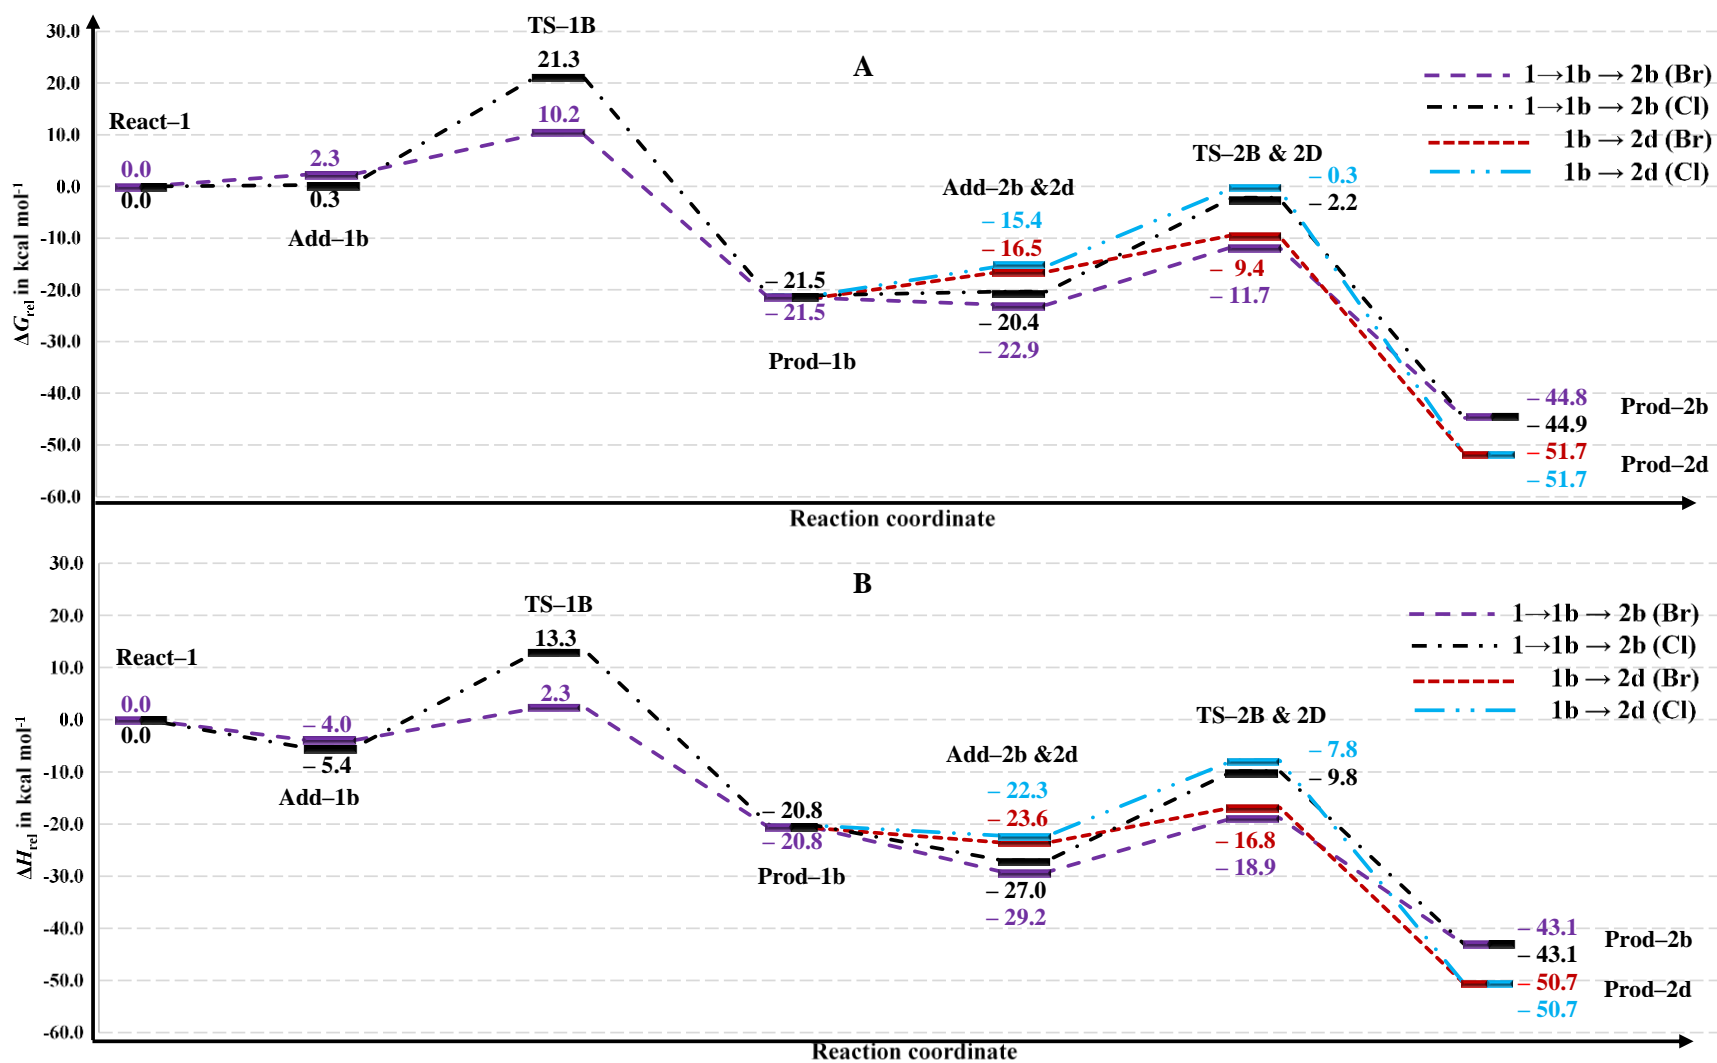 TS–1B
30.0
21.3
A
20.0
1→1b → 2b (Br)
10.2
1→1b → 2b (Cl)
React–1
10.0
1b → 2d (Br)
TS–2B & 2D
0.0
2.3
1b → 2d (Cl)
– 0.3
0.0
Add–2b &2d
0.0
0.3
– 2.2
– 15.4
Add–1b
-10.0
– 16.5
– 9.4
-20.0
– 21.5
– 11.7
– 21.5
– 20.4
ΔGrel in kcal mol-1
-30.0
– 22.9
Prod–1b
-40.0
– 44.8
Prod–2b
– 44.9
-50.0
– 51.7
Prod–2d
– 51.7
-60.0
Reaction coordinate
30.0
B
TS–1B
20.0
1→1b → 2b (Br)
13.3
1→1b → 2b (Cl)
React–1
10.0
1b → 2d (Br)
2.3
0.0
1b → 2d (Cl)
TS–2B & 2D
0.0
– 4.0
0.0
– 7.8
Add–2b &2d
– 5.4
-10.0
– 9.8
– 22.3
Add–1b
– 20.8
– 23.6
-20.0
– 20.8
– 16.8
Prod–1b
– 18.9
ΔHrel in kcal mol-1
-30.0
– 27.0
– 29.2
-40.0
– 43.1
Prod–2b
– 43.1
-50.0
– 50.7
Prod–2d
– 50.7
-60.0
Reaction coordinate